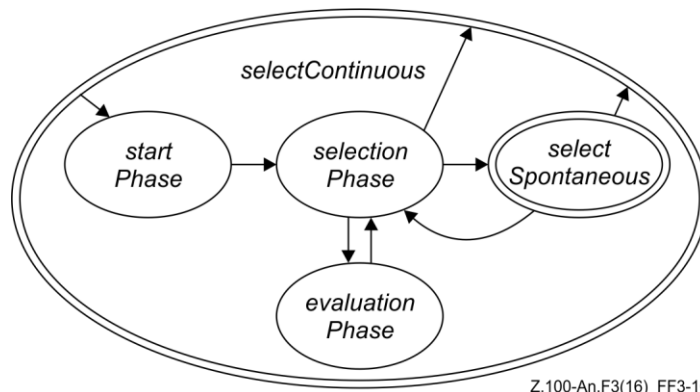 selectContinuous
start
Phase
selection
Phase
select
Spontaneous
evaluation
Phase
Z.100-An.F3(16)_FF3-1